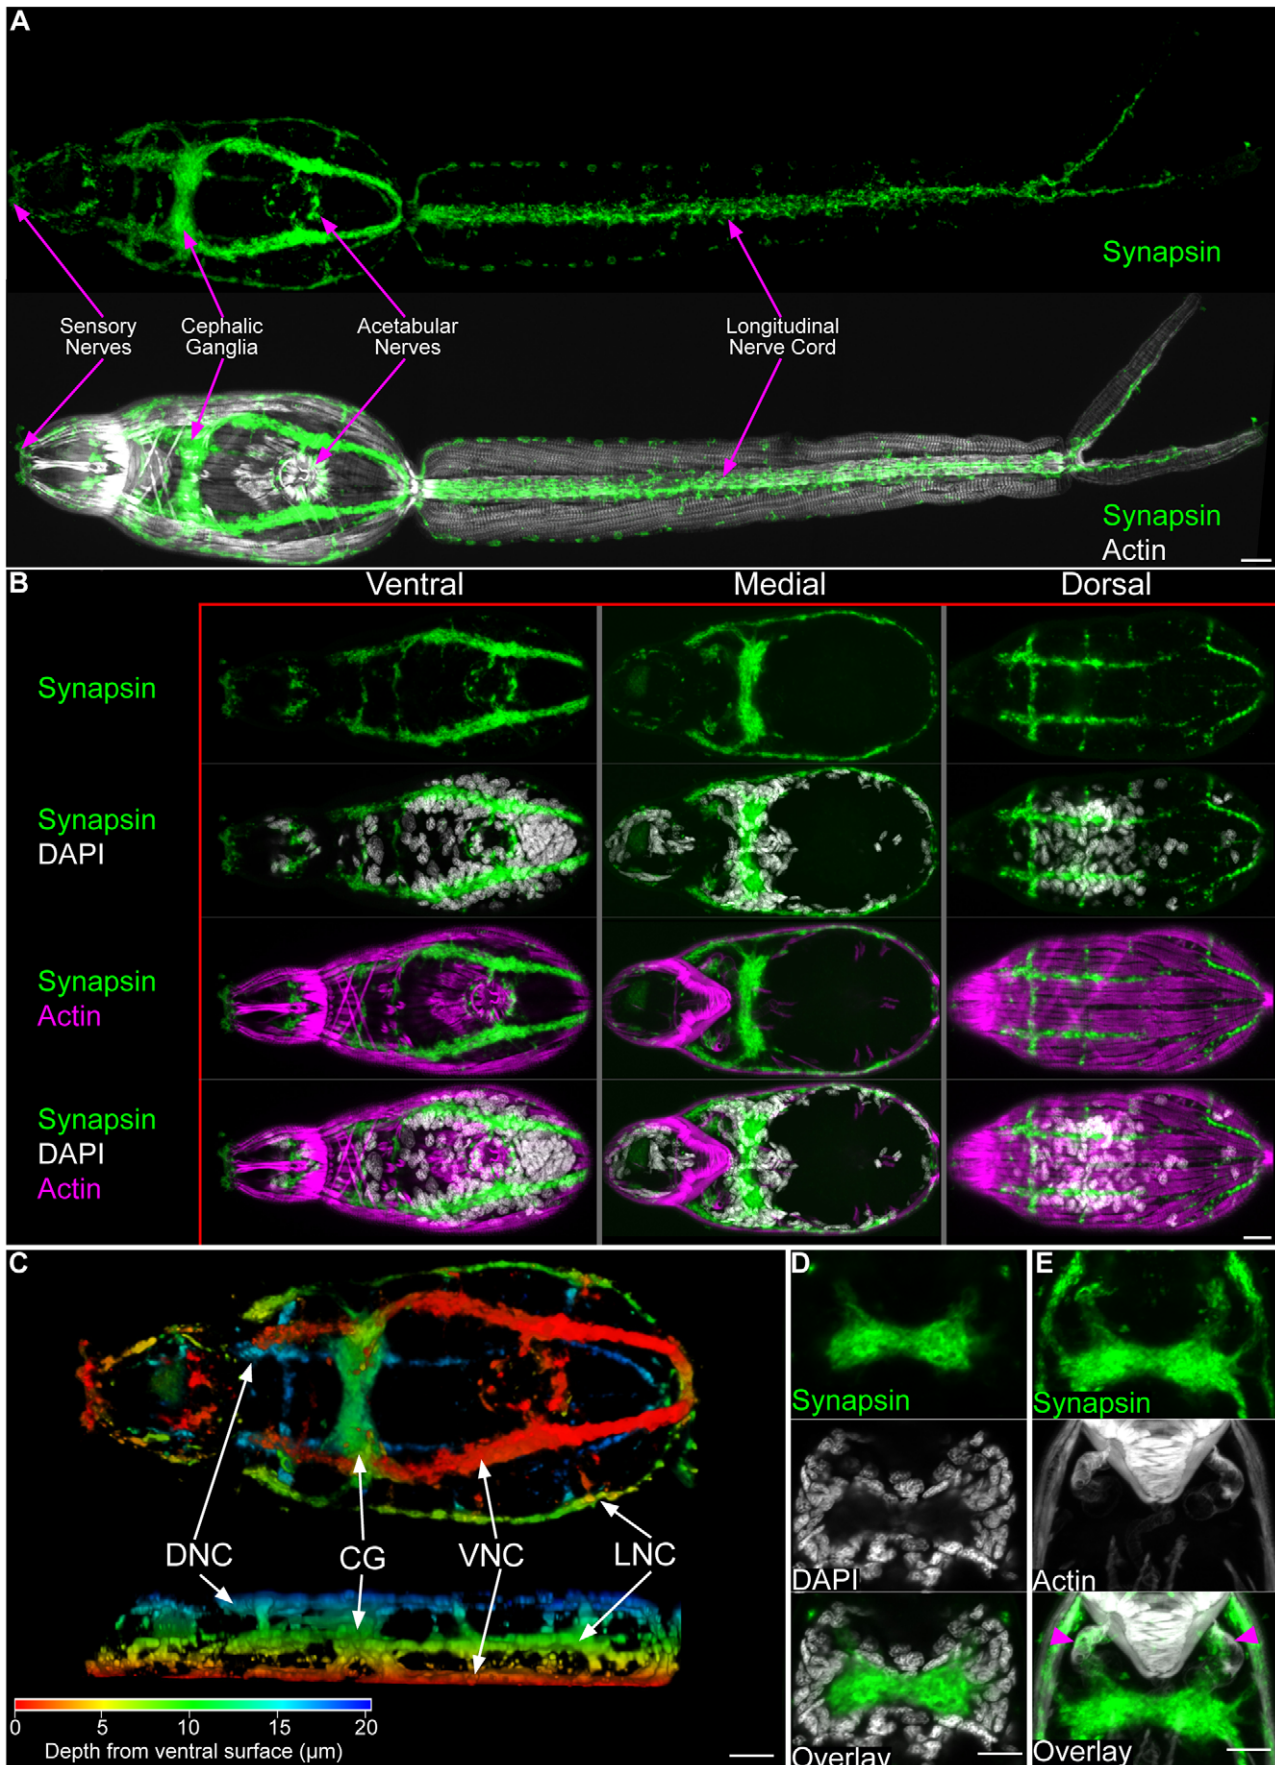 A
Synapsin
Sensory
Nerves
Cephalic
Ganglia
Acetabular
Nerves
Longitudinal
Nerve Cord
Synapsin
Actin
B
Ventral
Medial
Dorsal
Synapsin
Synapsin
DAPI
Synapsin
Actin
Synapsin
DAPI
Actin
C
DNC
CG
VNC
LNC
0
5
10
15
20
Depth from ventral surface (µm)
D
Synapsin
DAPI
Overlay
E
Synapsin
Actin
Overlay